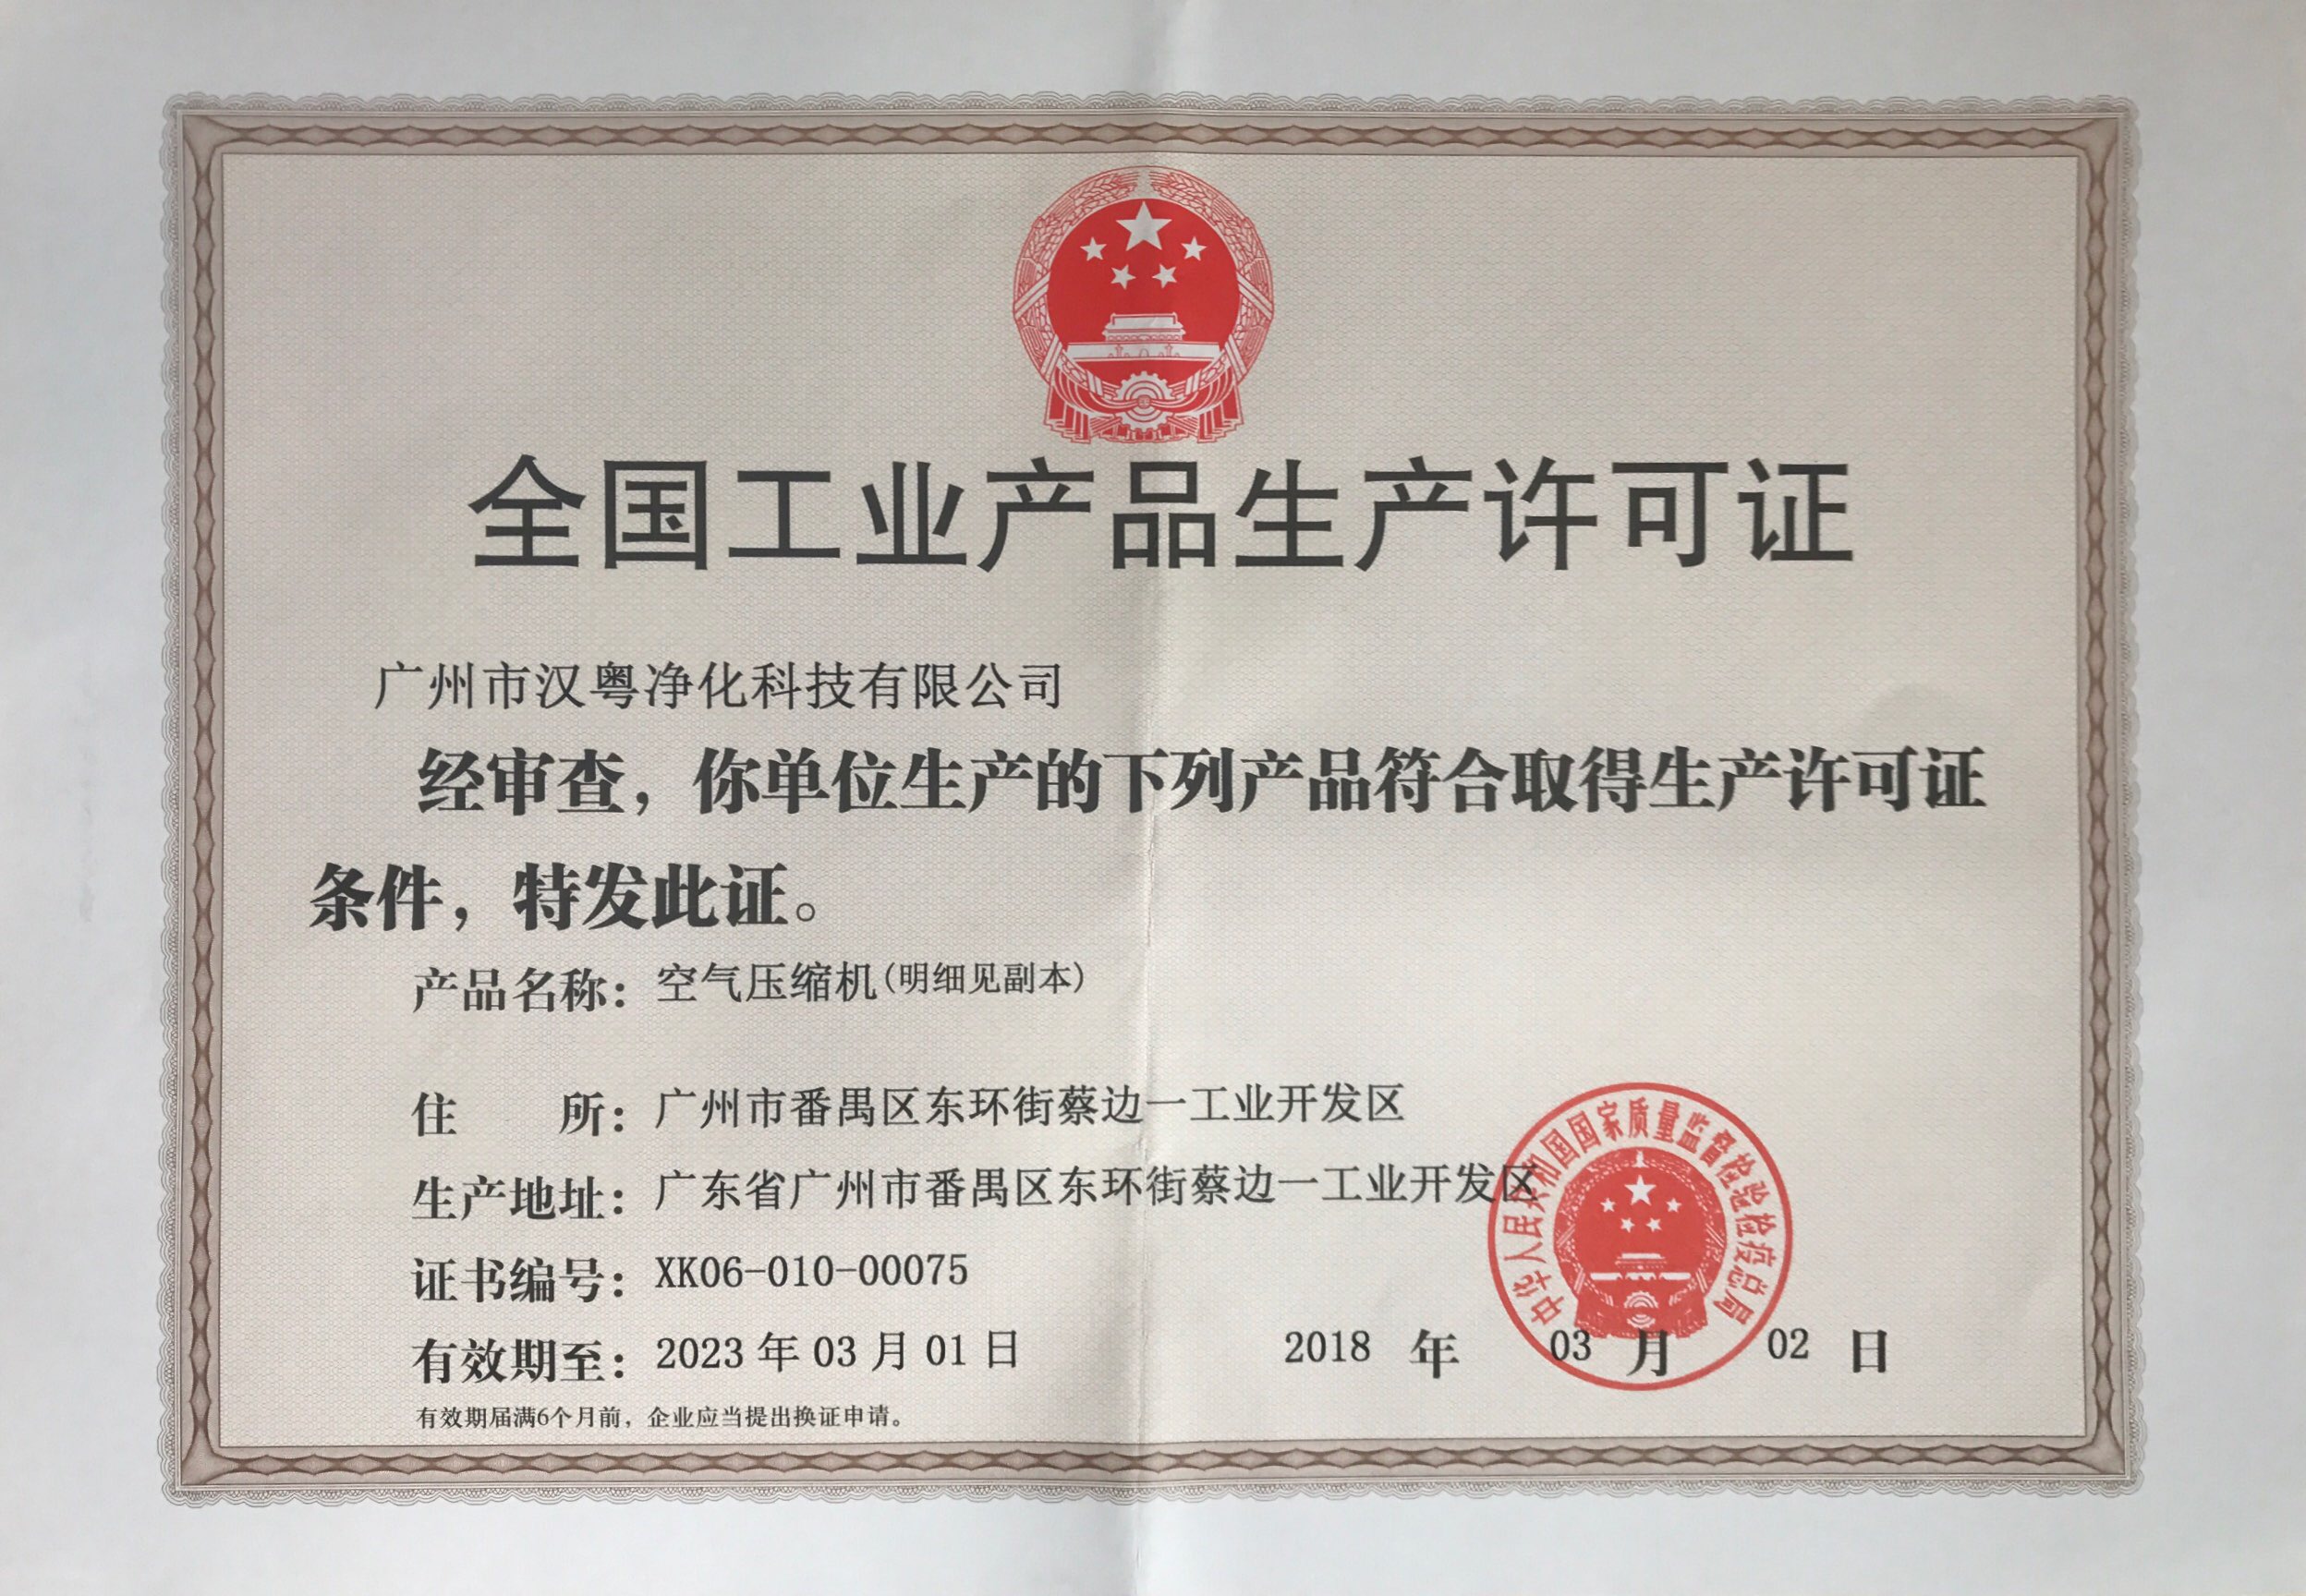 全国工业产品生产许可证
广州市汉粤净化科技有限公司
经审查，你单位生产的下列产品符合取得生产许可证
条件，特发此证。
产品名称：空气压缩机(明细见副本)
住 所：广州市番禺区东环街蔡边一工业开发区
生产地址：广东省广州市番禺区东环街蔡边一工业开发区
证书编号：XK06-010-00075
有效期至：2023 年 03 月 01 日
2018 年 03 月 02 日
有效期届满6个月前，企业应当提出换证申请。
中华人民共和国国家质量监督检验检疫总局